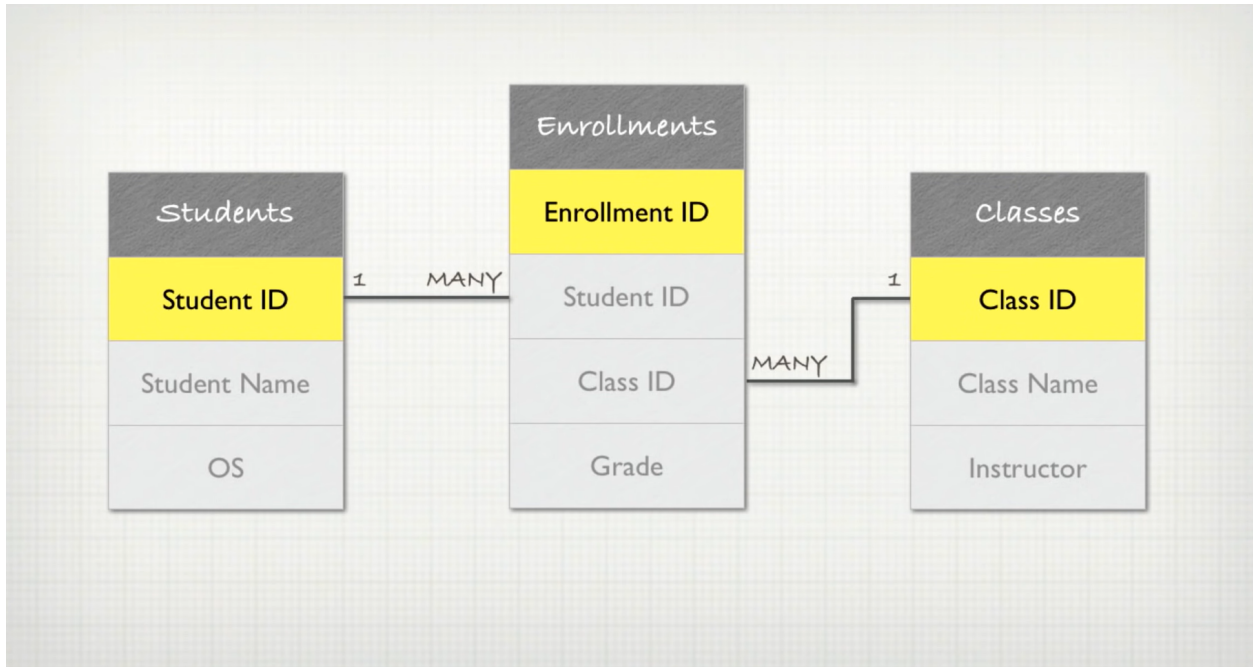 Students
Student ID
Student Name
OS
1
MANY
Enrollments
Enrollment ID
Student ID
Class ID
Grade
MANY
1
Classes
Class ID
Class Name
Instructor